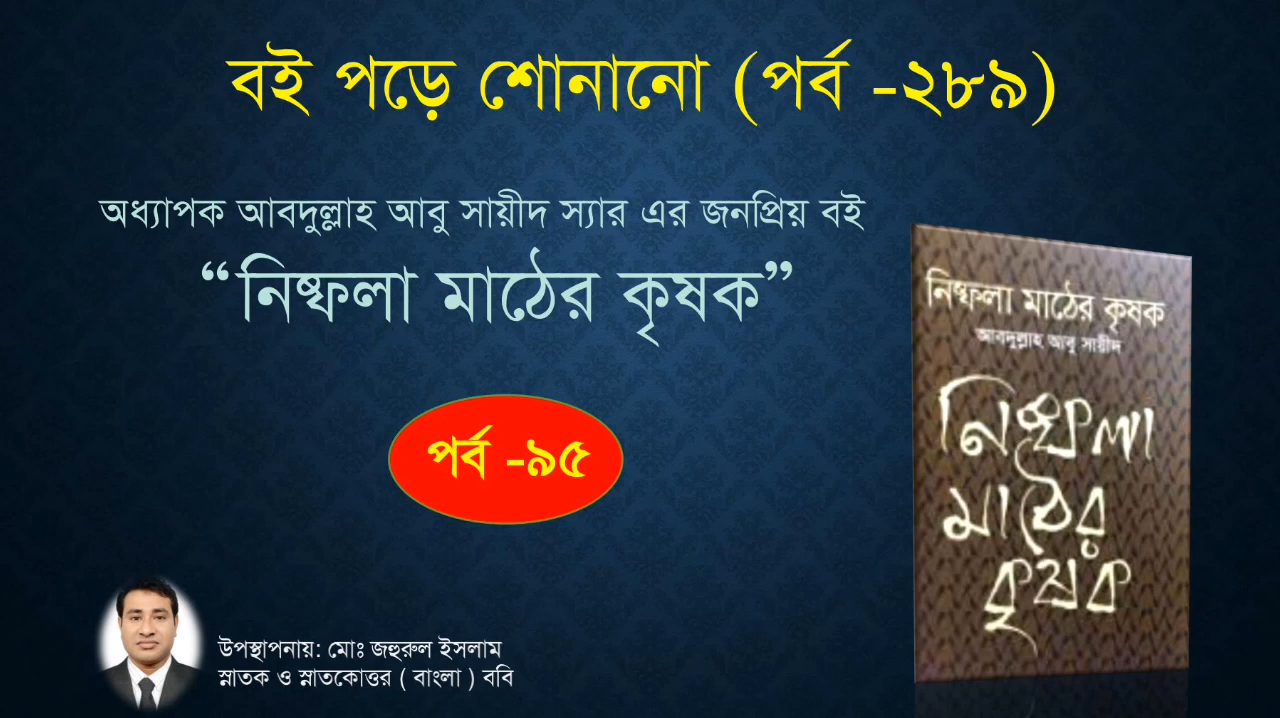 বই পড়ে শোনানো (পর্ব -২৮৯)
অধ্যাপক আবদুল্লাহ আবু সায়ীদ স্যার এর জনপ্রিয় বই
“নিষ্ফলা মাঠের কৃষক”
পর্ব -৯৫
নিষ্ফলা মাঠের কৃষক
আবদুল্লাহ আবু সায়ীদ
নিষ্ফলা
মাঠের
কৃষক
উপস্থাপনায়: মোঃ জহুরুল ইসলাম
স্নাতক ও স্নাতকোত্তর ( বাংলা ) ববি